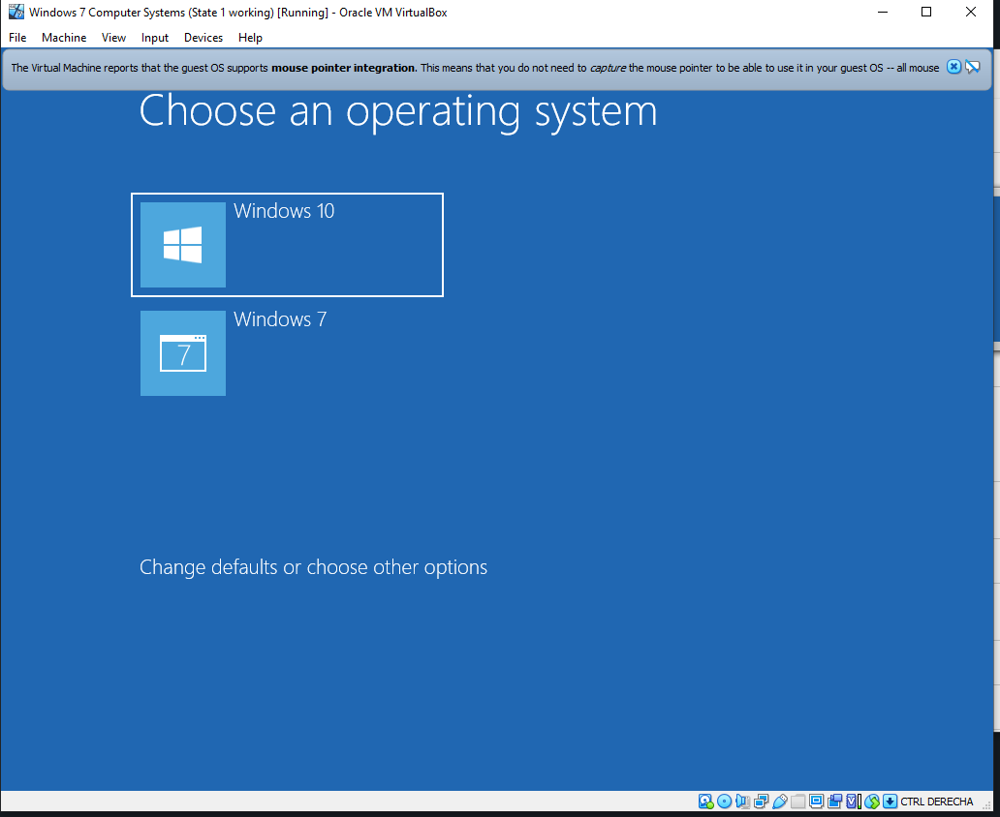 Windows 7 Computer Systems (State 1 working) [Running] - Oracle VM VirtualBox
File Machine View Input Devices Help
The Virtual Machine reports that the guest OS supports mouse pointer integration. This means that you do not need to capture the mouse pointer to be able to use it in your guest OS -- all mouse
Choose an operating system
Windows 10
7
Windows 7
Change defaults or choose other options
CTRL DERECHA